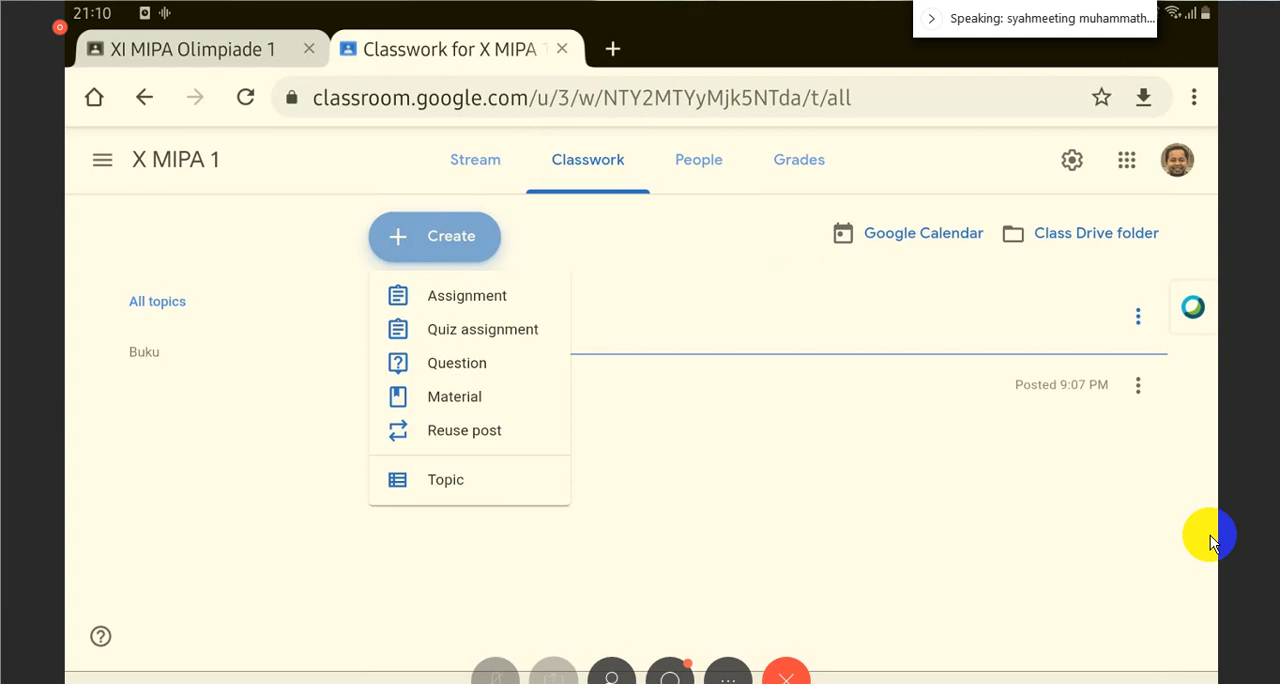 21:10
Speaking: syahmeeting muhammath...
XI MIPA Olimpiade 1
Classwork for X MIPA 1
classroom.google.com/u/3/w/NTY2MTYyMjk5NTda/t/all
X MIPA 1
Stream
Classwork
People
Grades
Create
Google Calendar
Class Drive folder
All topics
Buku
Assignment
Quiz assignment
Question
Material
Reuse post
Topic
Posted 9:07 PM